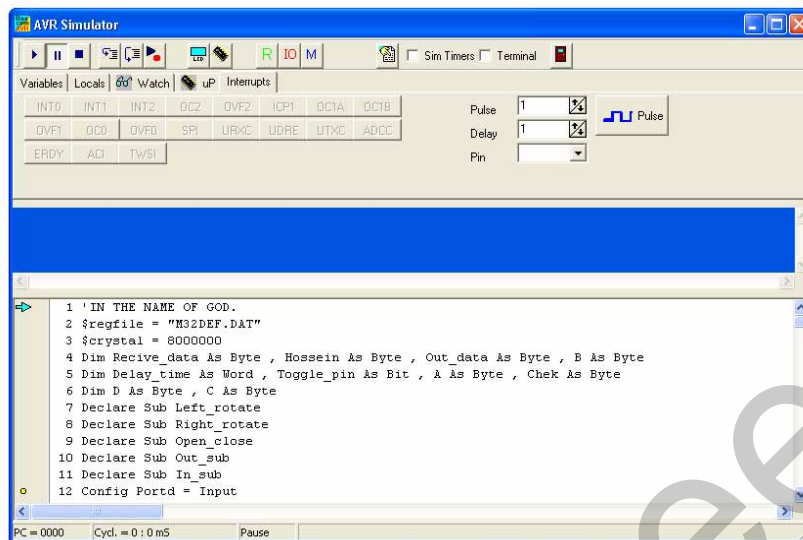 AVR Simulator
R IO M Sim Timers Terminal
Variables Locals Watch uP Interrupts
INT0 INT1 INT2 OC2 OVF2 ICP1 OC1A OC1B
Pulse 1
Pulse
OVF1 OC0 OVF0 SPI URXC UDRE UTXC ADCC
Delay 1
ERDY ACI TWSI
Pin
1 'IN THE NAME OF GOD.
2 $regfile = "M32DEF.DAT"
3 $crystal = 8000000
4 Dim Recive_data As Byte , Hossein As Byte , Out_data As Byte , B As Byte
5 Dim Delay_time As Word , Toggle_pin As Bit , A As Byte , Chek As Byte
6 Dim D As Byte , C As Byte
7 Declare Sub Left_rotate
8 Declare Sub Right_rotate
9 Declare Sub Open_close
10 Declare Sub Out_sub
11 Declare Sub In_sub
12 Config Portd = Input
PC = 0000 Cycl. = 0 : 0 mS Pause